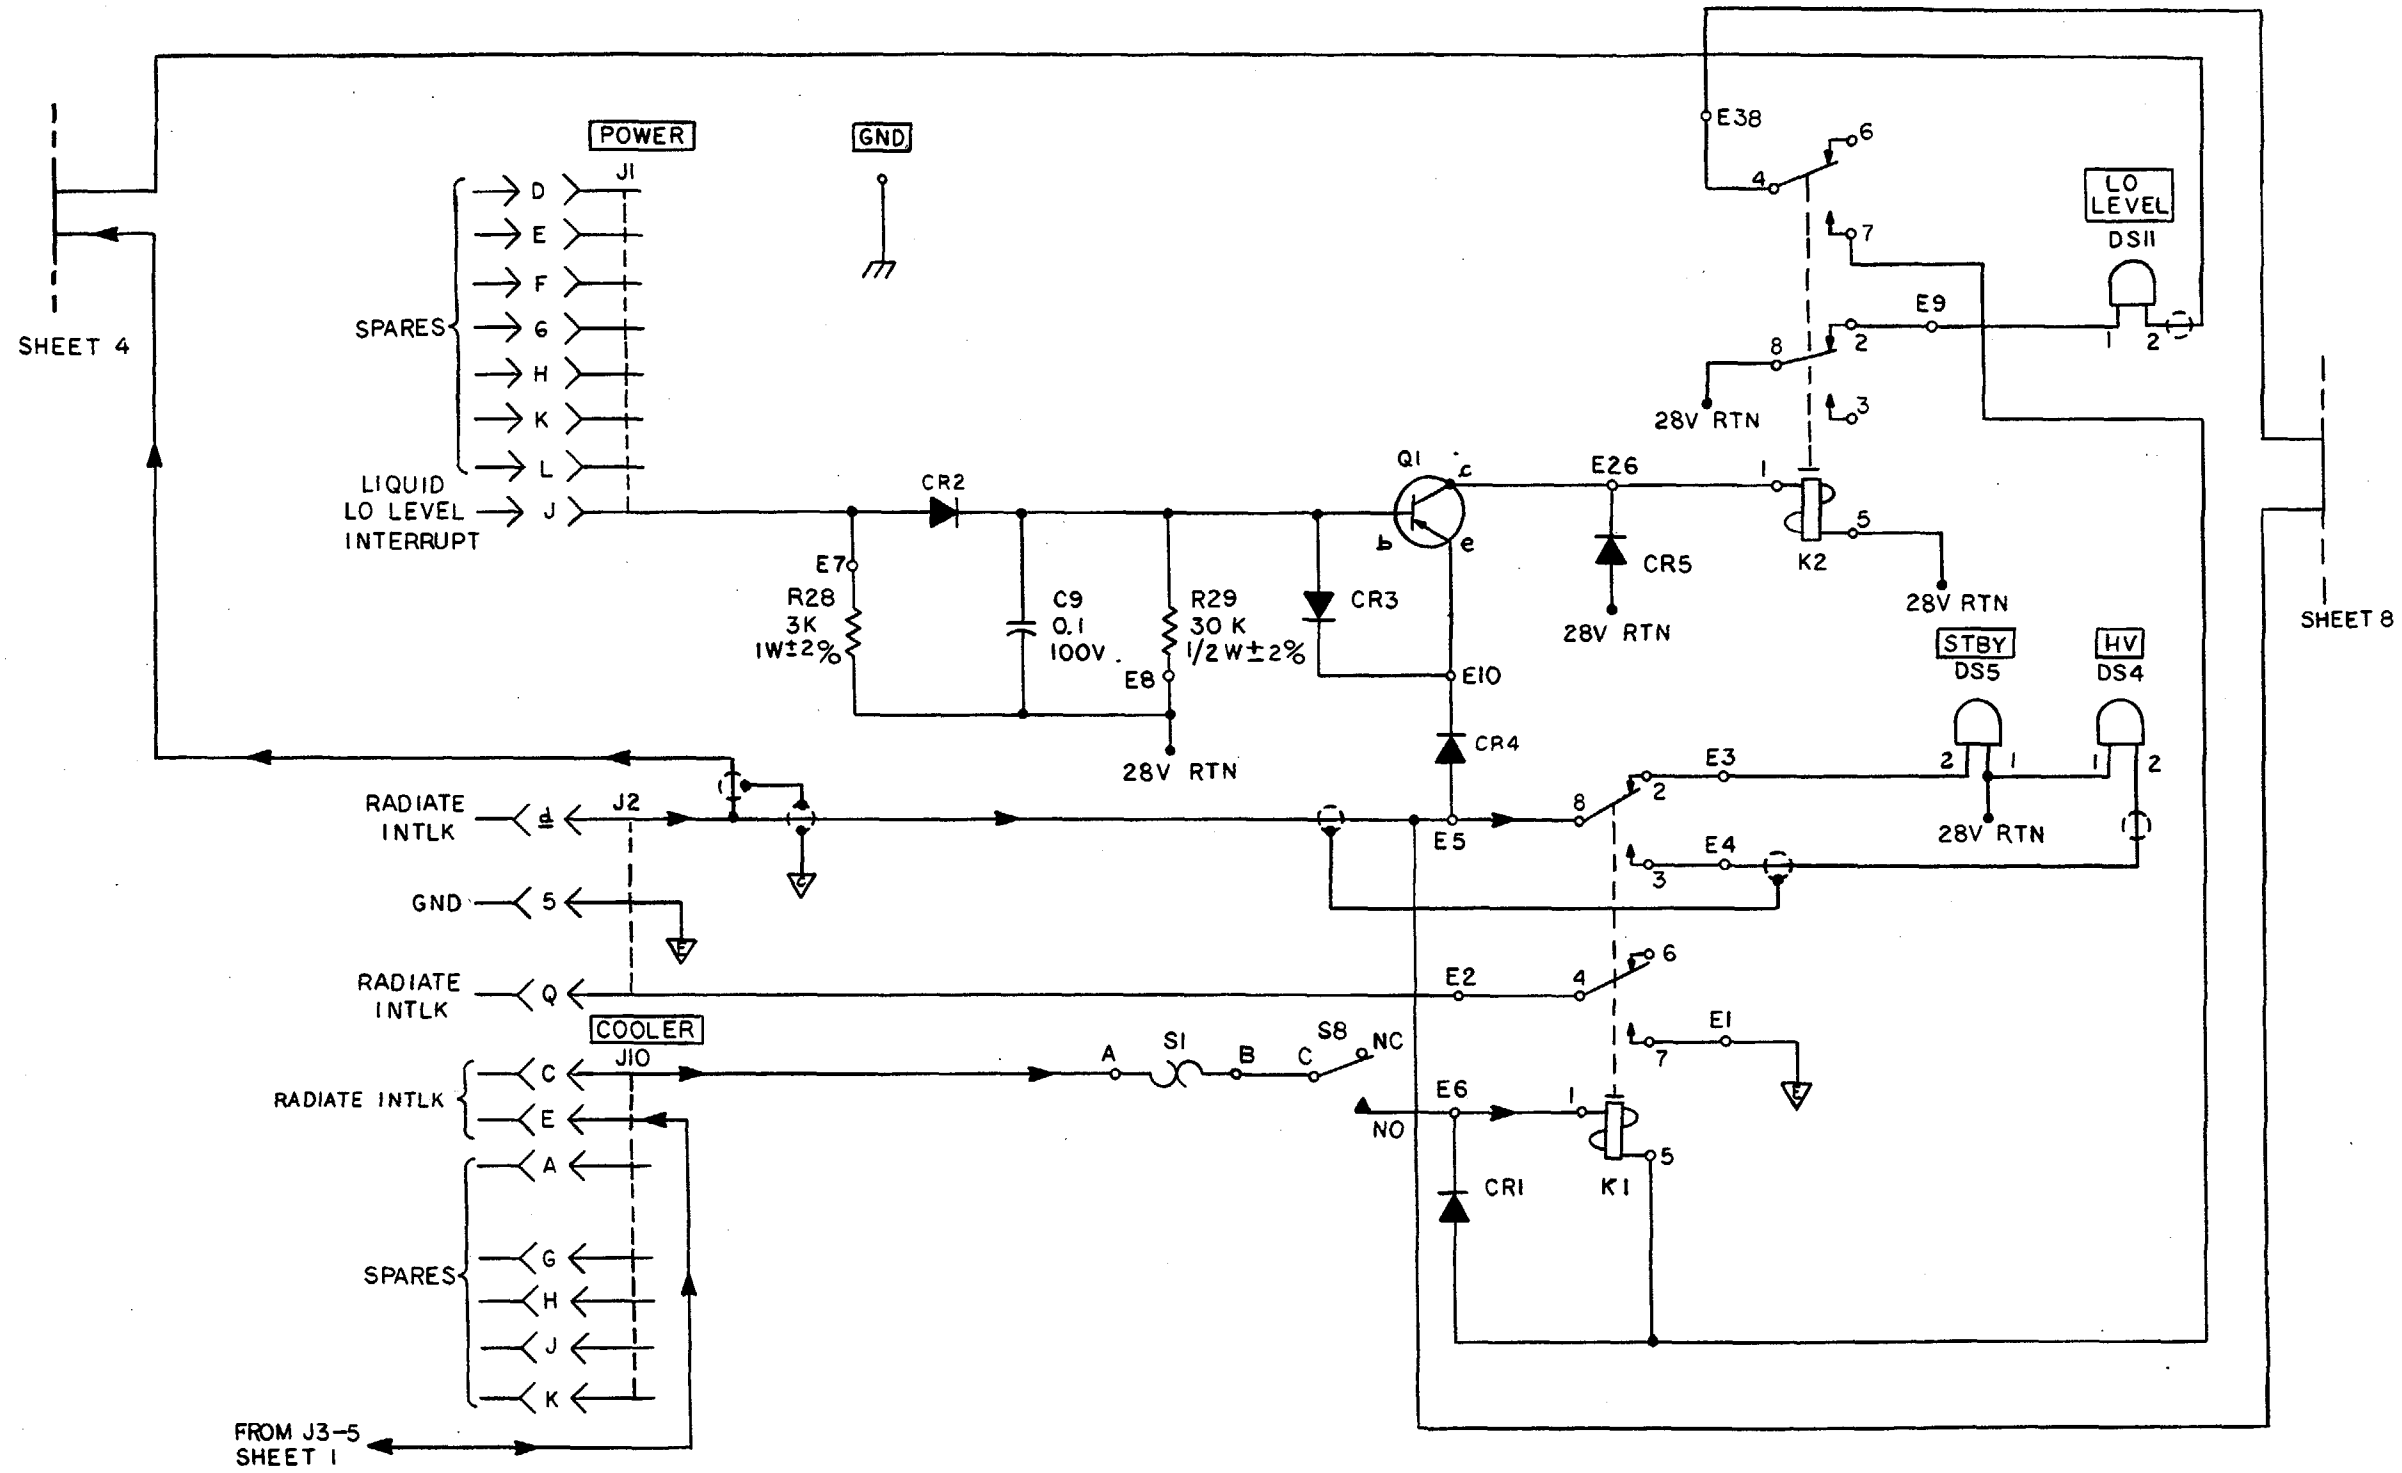 E38
6
4
7
POWER
GND
J1
D
E
F
6
H
K
L
SPARES
LIQUID
LO LEVEL
INTERRUPT
J
SHEET 4
LO
LEVEL
DS11
E9
1
2
8
2
28V RTN
3
CR2
Q1
c
b
e
E26
1
5
K2
CR5
28V RTN
28V RTN
E7
R28
3K
1W±2%
C9
0.1
100V
R29
30 K
1/2 W±2%
E8
28V RTN
CR3
E10
CR4
SHEET 8
STBY
DS5
HV
DS4
2
1
1
2
28V RTN
RADIATE
INTLK
d
J2
E5
8
2
E3
3
E4
GND
5
E
RADIATE
INTLK
Q
E2
4
6
7
E1
E
COOLER
J10
RADIATE INTLK
C
E
A
S1
B
C
S8
NC
NO
E6
1
5
K1
CR1
SPARES
A
G
H
J
K
FROM J3-5
SHEET 1